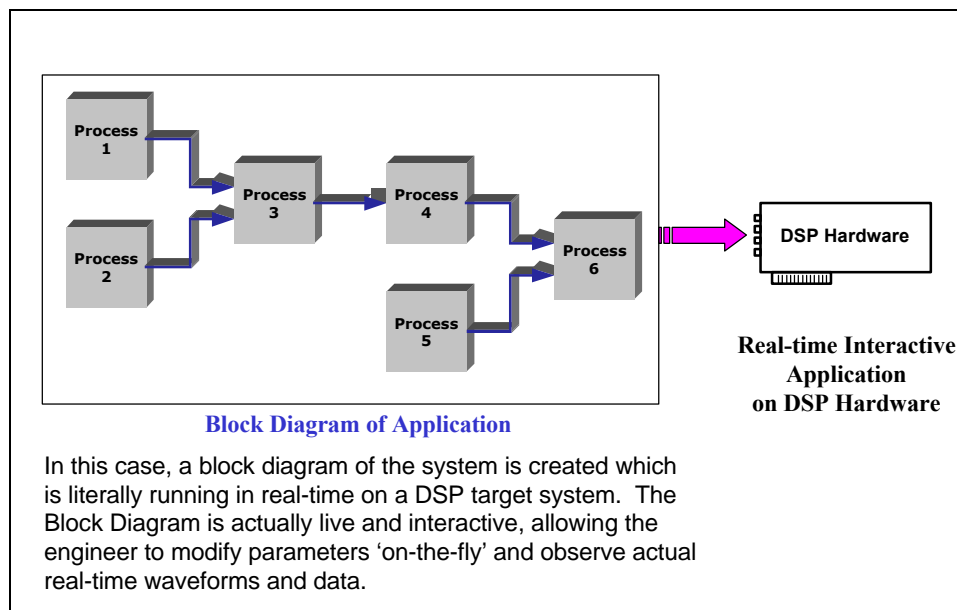 Process
1
Process
2
Process
3
Process
4
Process
5
Process
6
DSP Hardware
Real-time Interactive
Application
on DSP Hardware
Block Diagram of Application
In this case, a block diagram of the system is created which
is literally running in real-time on a DSP target system.  The
Block Diagram is actually live and interactive, allowing the
engineer to modify parameters ‘on-the-fly’ and observe actual
real-time waveforms and data.